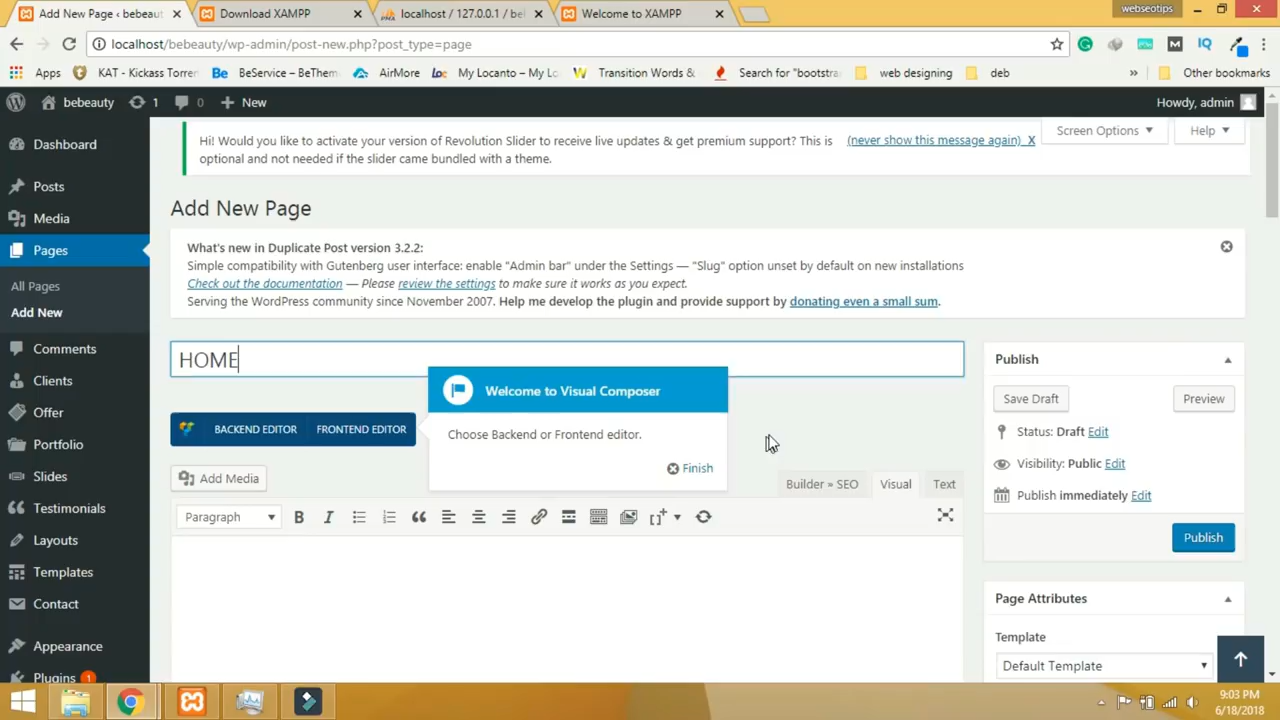 Add New Page ‹ bebeauty
Download XAMPP
localhost / 127.0.0.1 / bel
Welcome to XAMPP
webseotips
localhost/bebeauty/wp-admin/post-new.php?post_type=page
Apps
KAT - Kickass Torren
BeService – BeThem
AirMore
My Locanto – My Lo
Transition Words &
Search for "bootstra
web designing
deb
»
Other bookmarks
bebeauty
1
0
New
Howdy, admin
Dashboard
Posts
Media
Pages
All Pages
Add New
Comments
Clients
Offer
Portfolio
Slides
Testimonials
Layouts
Templates
Contact
Appearance
Plugins 1
Hi! Would you like to activate your version of Revolution Slider to receive live updates & get premium support? This is
optional and not needed if the slider came bundled with a theme.
(never show this message again) X
Screen Options
Help
Add New Page
What's new in Duplicate Post version 3.2.2:
Simple compatibility with Gutenberg user interface: enable "Admin bar" under the Settings — "Slug" option unset by default on new installations
Check out the documentation — Please review the settings to make sure it works as you expect.
Serving the WordPress community since November 2007. Help me develop the plugin and provide support by donating even a small sum.
HOME
BACKEND EDITOR
FRONTEND EDITOR
Welcome to Visual Composer
Choose Backend or Frontend editor.
Finish
Add Media
Builder » SEO
Visual
Text
Paragraph
B
I
Publish
Save Draft
Preview
Status: Draft Edit
Visibility: Public Edit
Publish immediately Edit
Publish
Page Attributes
Template
Default Template
9:03 PM
6/18/2018